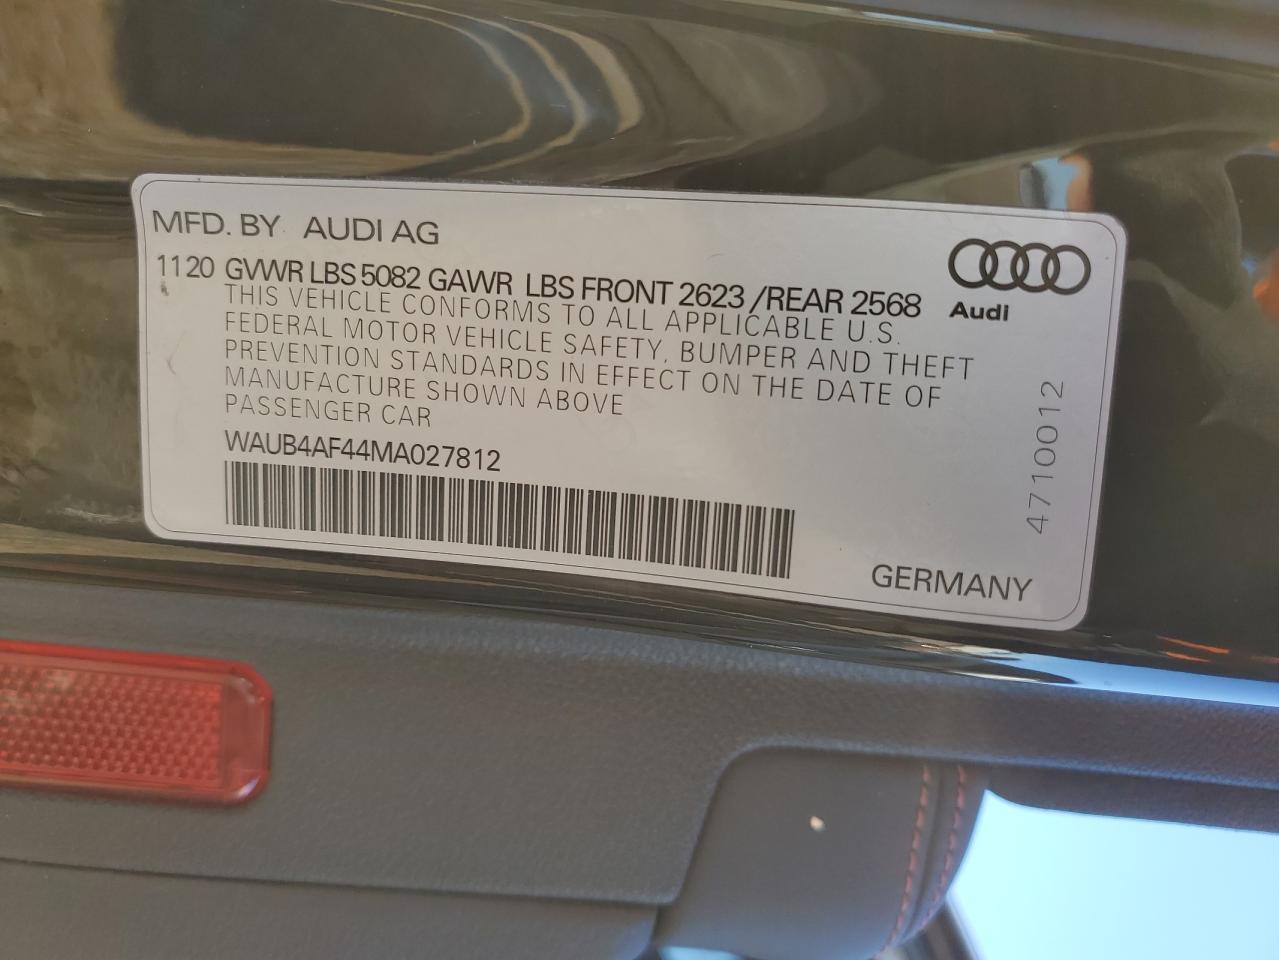 MFD. BY AUDI AG
1120 GVWR LBS 5082 GAWR LBS FRONT 2623 /REAR 2568
THIS VEHICLE CONFORMS TO ALL APPLICABLE U.S.
FEDERAL MOTOR VEHICLE SAFETY, BUMPER AND THEFT
PREVENTION STANDARDS IN EFFECT ON THE DATE OF
MANUFACTURE SHOWN ABOVE
PASSENGER CAR
WAUB4AF44MA027812
Audi
4710012
GERMANY